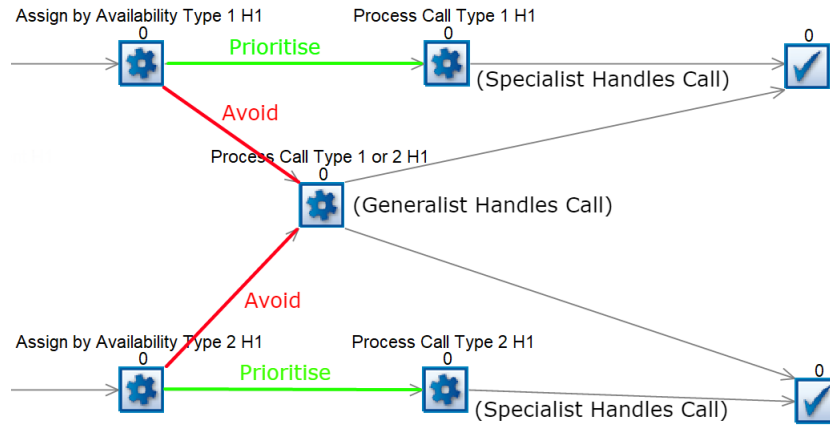 Assign by Availability Type 1 H1
0
Process Call Type 1 H1
0
0
Prioritise
(Specialist Handles Call)
Avoid
Process Call Type 1 or 2 H1
0
(Generalist Handles Call)
Avoid
Assign by Availability Type 2 H1
0
Process Call Type 2 H1
0
0
Prioritise
(Specialist Handles Call)